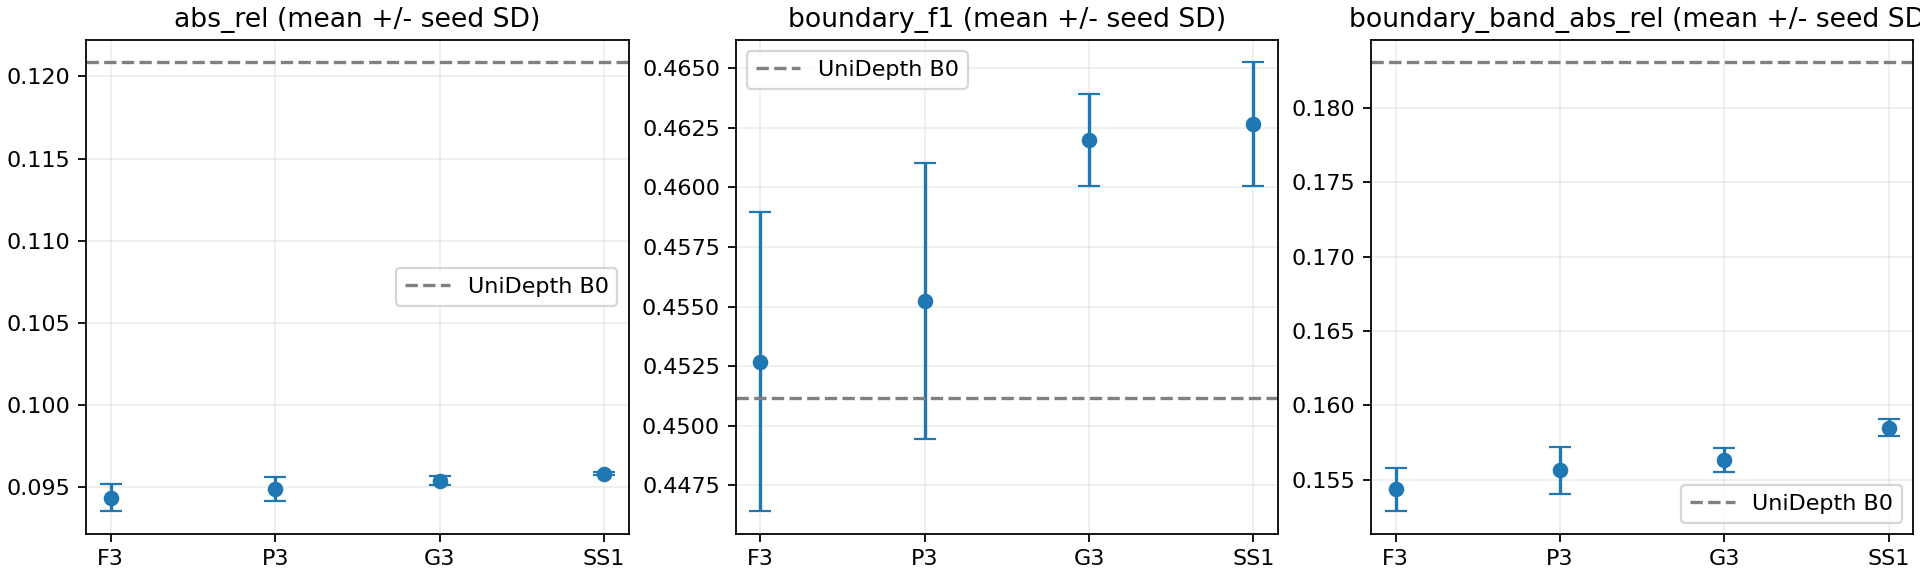 abs_rel (mean +/- seed SD)
0.120
0.115
0.110
0.105
0.100
0.095
UniDepth B0
F3
P3
G3
SS1
boundary_f1 (mean +/- seed SD)
0.4650
0.4625
0.4600
0.4575
0.4550
0.4525
0.4500
0.4475
UniDepth B0
F3
P3
G3
SS1
boundary_band_abs_rel (mean +/- seed SD
0.180
0.175
0.170
0.165
0.160
0.155
UniDepth B0
F3
P3
G3
SS1